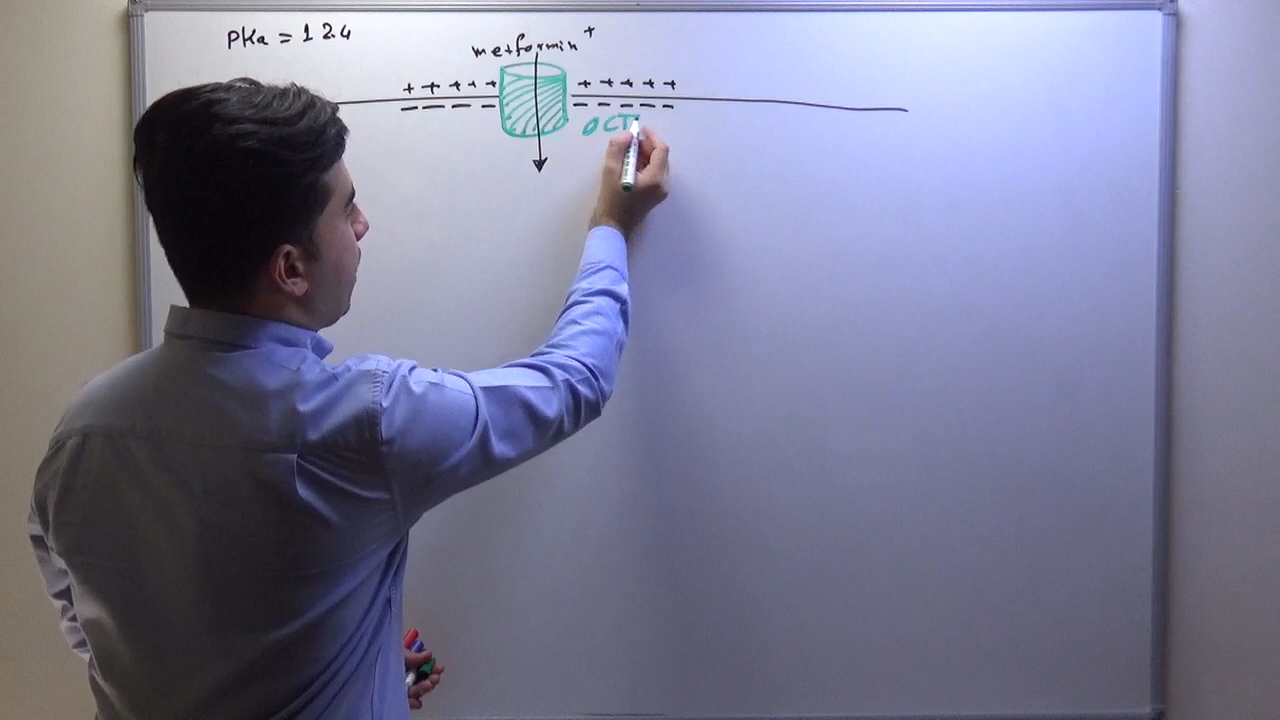 PKa = 12.4
metformin +
+ + + + + + + + + +
- - - - - - - - -
OCT